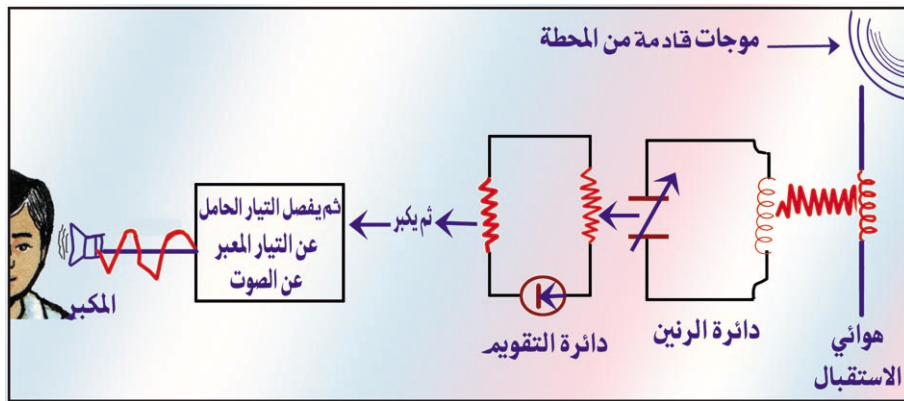 موجات قادمة من المحطة
هوائي
الاستقبال
دائرة الرنين
دائرة التقويم
ثم يكبر
ثم يفصل التيار الحامل
عن التيار المعبر
عن الصوت
المكبر